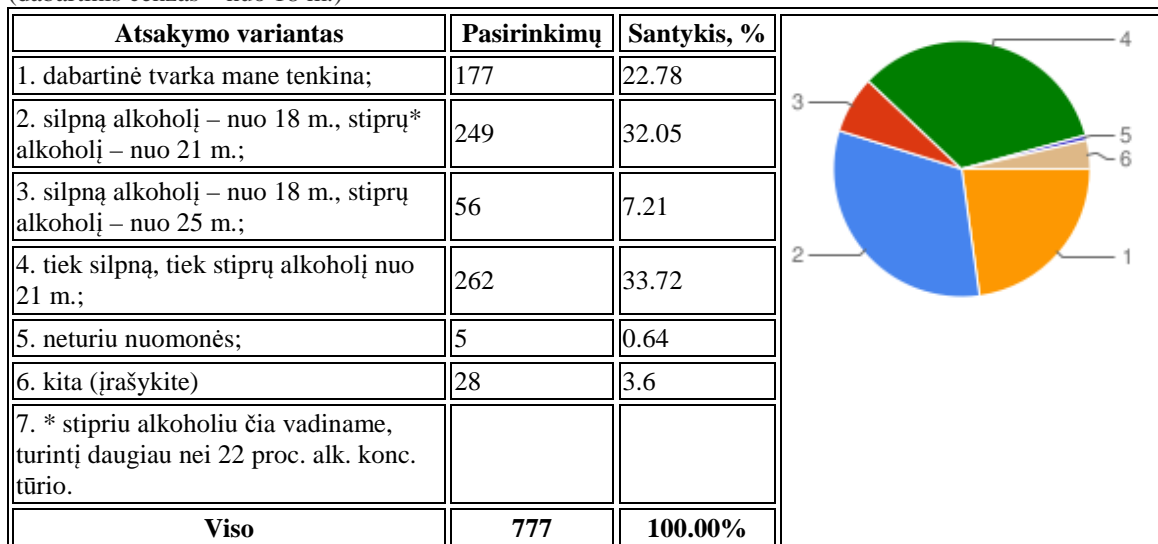 Atsakymo variantas Pasirinkimų Santykis, %
1. dabartinė tvarka mane tenkina; 177 22.78
2. silpną alkoholį – nuo 18 m., stiprų*
alkoholį – nuo 21 m.; 249 32.05
3. silpną alkoholį – nuo 18 m., stiprų
alkoholį – nuo 25 m.; 56 7.21
4. tiek silpną, tiek stiprų alkoholį nuo
21 m.; 262 33.72
5. neturiu nuomonės; 5 0.64
6. kita (įrašykite) 28 3.6
7. * stipriu alkoholiu čia vadiname,
turintį daugiau nei 22 proc. alk. konc.
tūrio.
Viso 777 100.00%
4
3
5
6
2
1